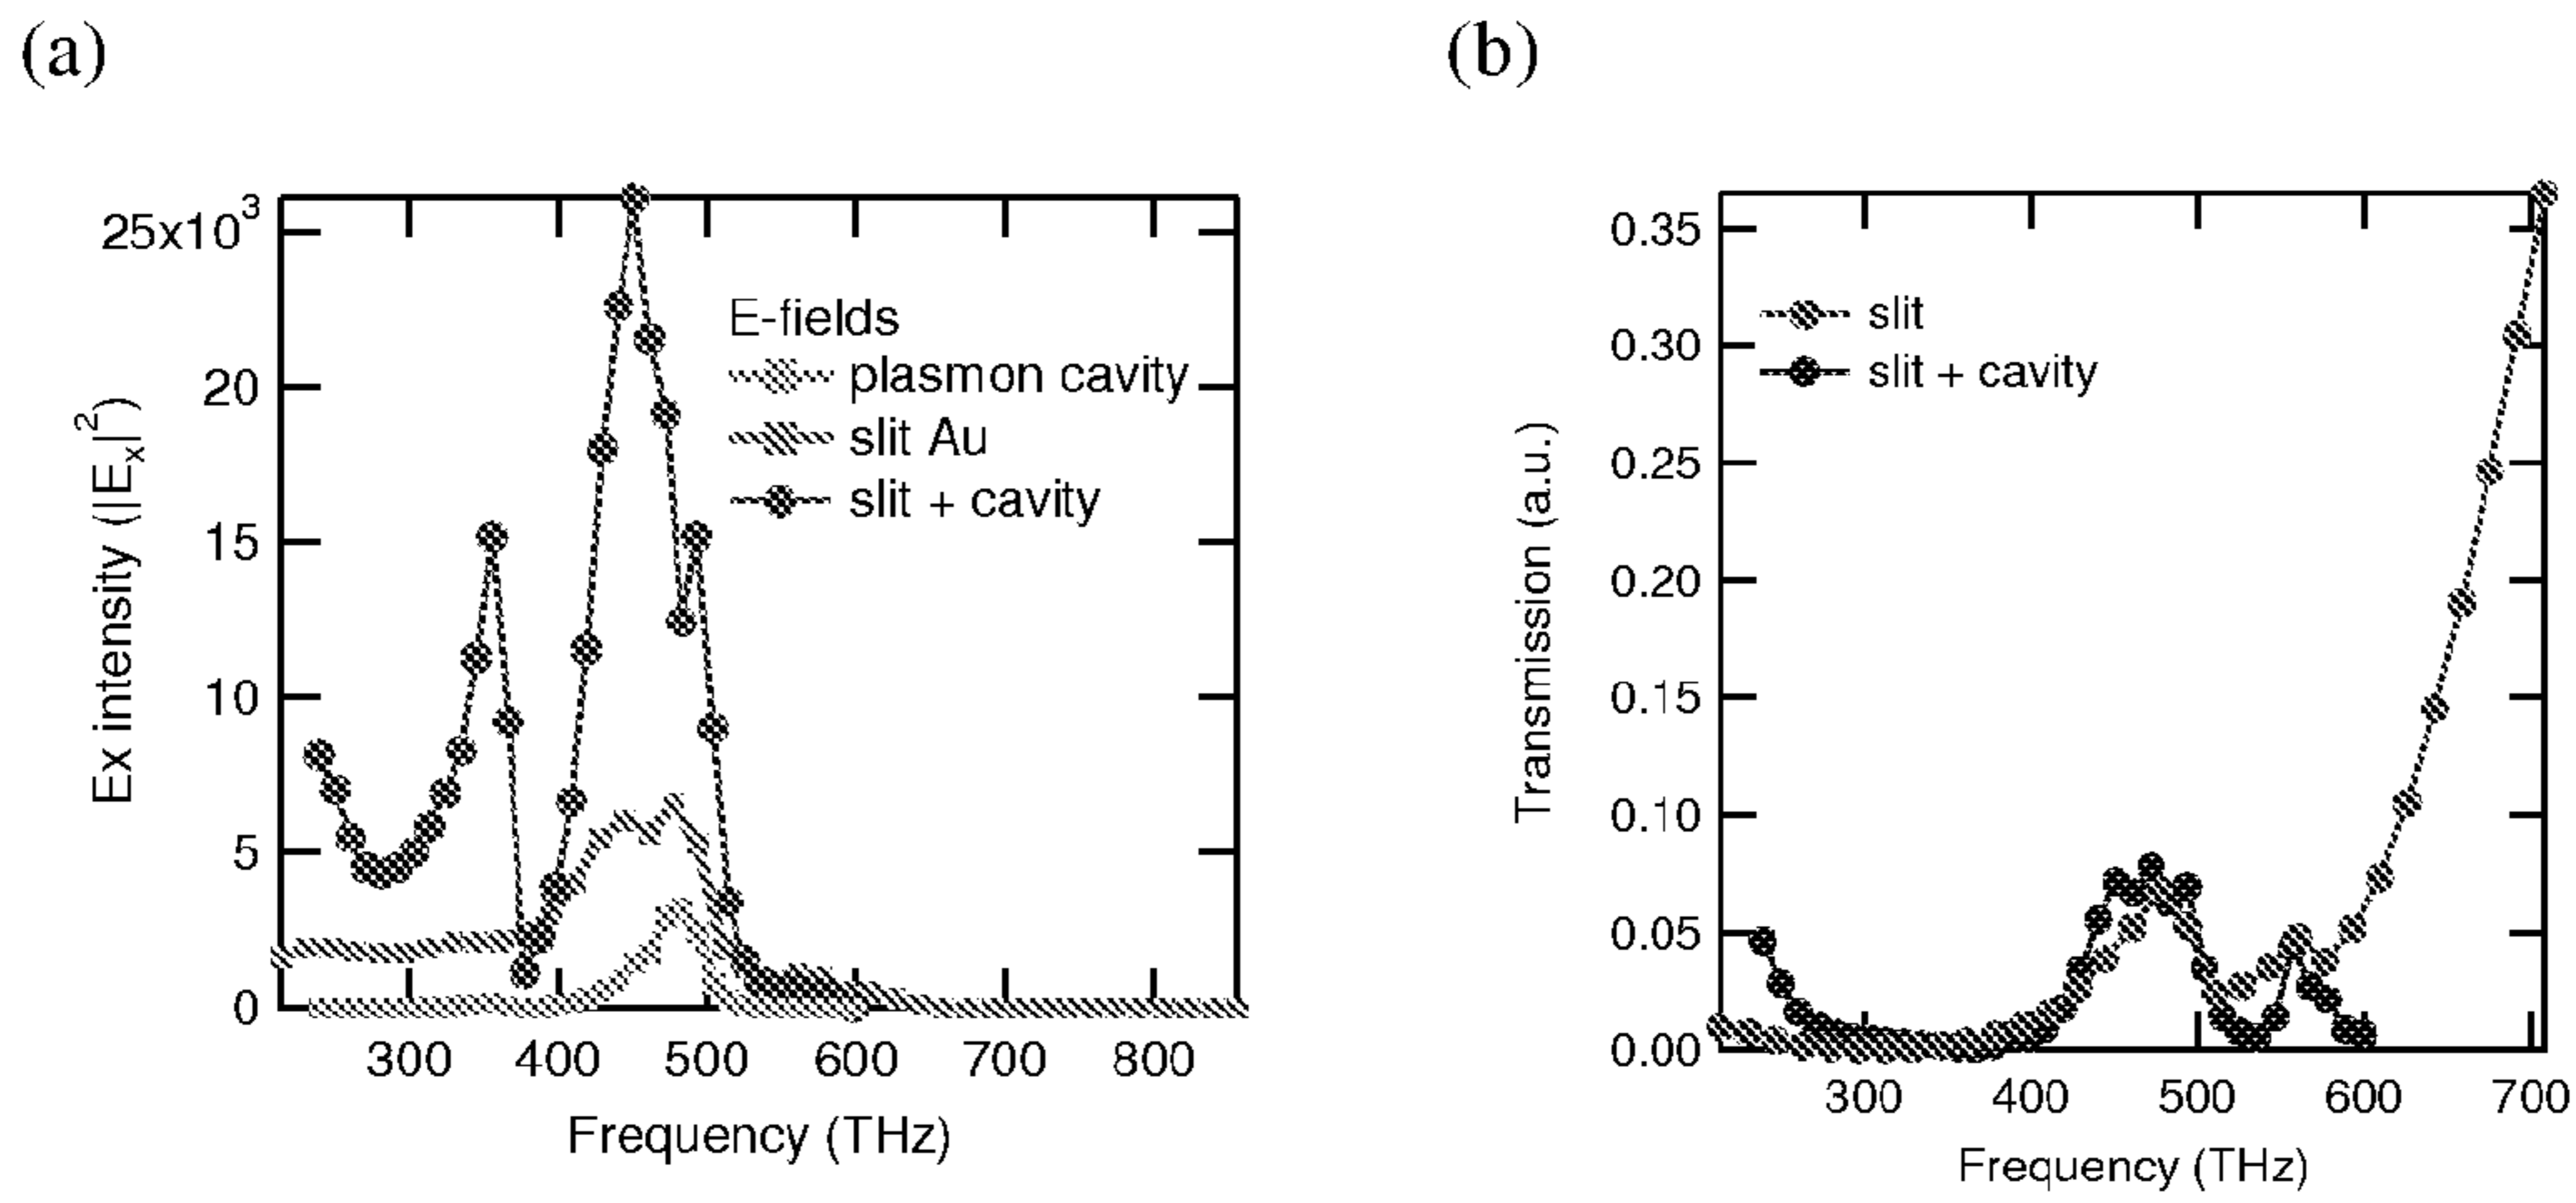 (a)
(b)
25x10³
20
15
10
5
0
Ex intensity (|Eₓ|²)
E-fields
plasmon cavity
slit Au
slit + cavity
300 400 500 600 700 800
Frequency (THz)
0.35
0.30
0.25
0.20
0.15
0.10
0.05
0.00
Transmission (a.u.)
slit
slit + cavity
300 400 500 600 700
Frequency (THz)